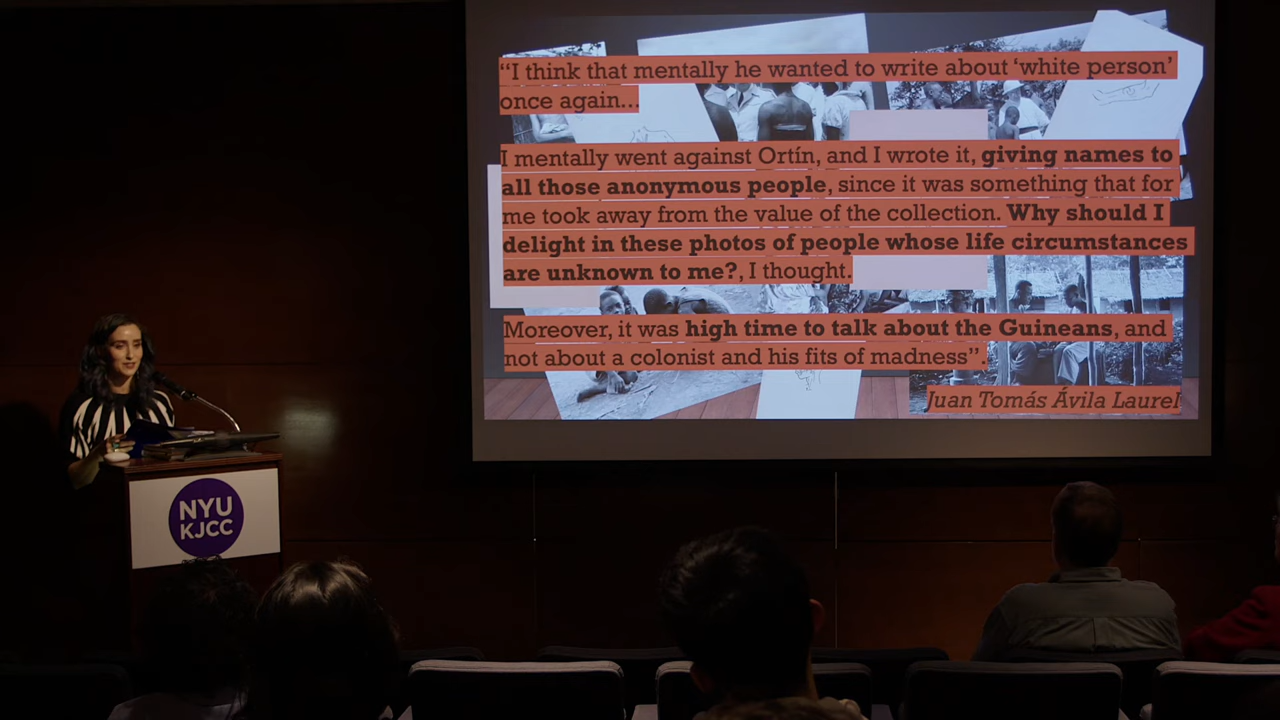 “I think that mentally he wanted to write about ‘white person’
once again...
I mentally went against Ortín, and I wrote it, giving names to
all those anonymous people, since it was something that for
me took away from the value of the collection. Why should I
delight in these photos of people whose life circumstances
are unknown to me?, I thought.
Moreover, it was high time to talk about the Guineans, and
not about a colonist and his fits of madness”.
Juan Tomás Ávila Laurel
NYU
KJCC